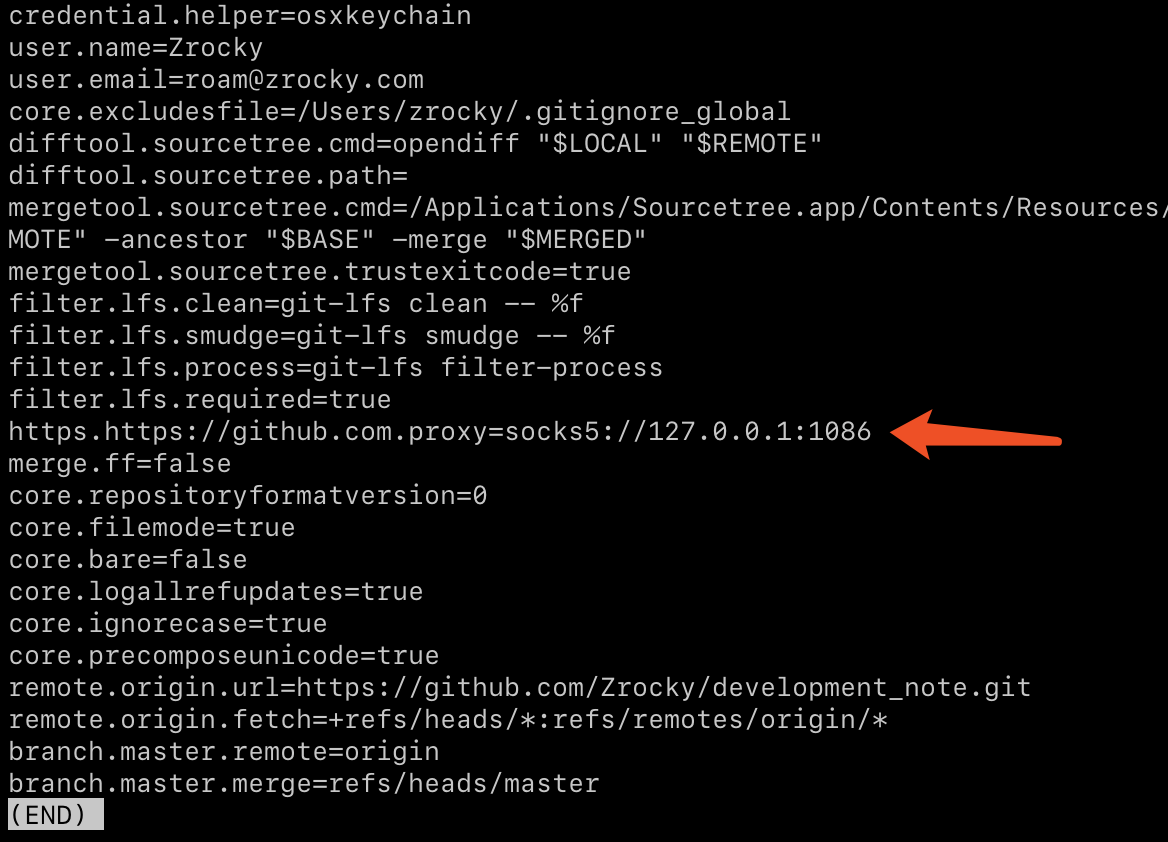 credential.helper=osxkeychain
user.name=Zrocky
user.email=roam@zrocky.com
core.excludesfile=/Users/zrocky/.gitignore_global
difftool.sourcetree.cmd=opendiff "$LOCAL" "$REMOTE"
difftool.sourcetree.path=
mergetool.sourcetree.cmd=/Applications/Sourcetree.app/Contents/Resources/
MOTE" -ancestor "$BASE" -merge "$MERGED"
mergetool.sourcetree.trustexitcode=true
filter.lfs.clean=git-lfs clean -- %f
filter.lfs.smudge=git-lfs smudge -- %f
filter.lfs.process=git-lfs filter-process
filter.lfs.required=true
https.https://github.com.proxy=socks5://127.0.0.1:1086
merge.ff=false
core.repositoryformatversion=0
core.filemode=true
core.bare=false
core.logallrefupdates=true
core.ignorecase=true
core.precomposeunicode=true
remote.origin.url=https://github.com/Zrocky/development_note.git
remote.origin.fetch=+refs/heads/*:refs/remotes/origin/*
branch.master.remote=origin
branch.master.merge=refs/heads/master
(END)